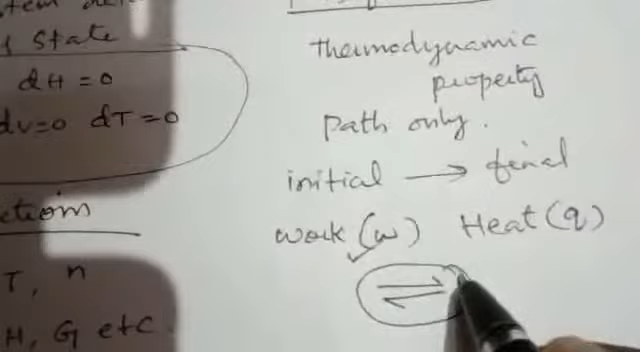 State
dH = 0
dv=0 dT=0
T, n
H, G etc.
thermodynamic
property
Path only.
initial → final
work (w) Heat (q)
⇌